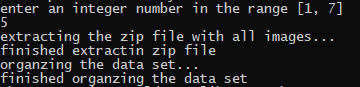 enter an integer number in the range [1, 7]
5
extracting the zip file with all images...
finished extractin zip file
organzing the data set...
finished organzing the data set